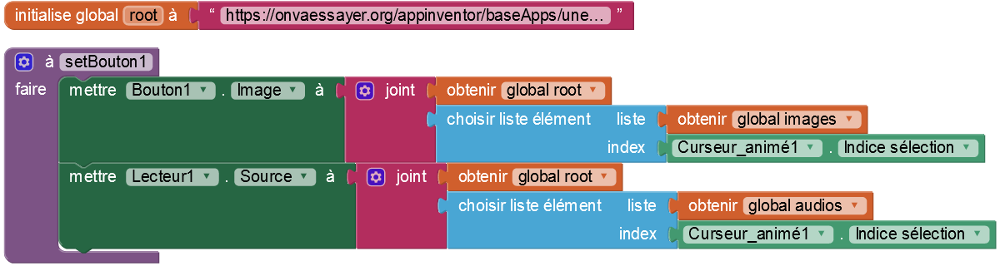 initialise global root à “ https://onvaessayer.org/appinventor/baseApps/une... ”
à setBouton1
faire mettre Bouton1 . Image à joint obtenir global root
choisir liste élément liste obtenir global images
index Curseur_animé1 . Indice sélection
mettre Lecteur1 . Source à joint obtenir global root
choisir liste élément liste obtenir global audios
index Curseur_animé1 . Indice sélection